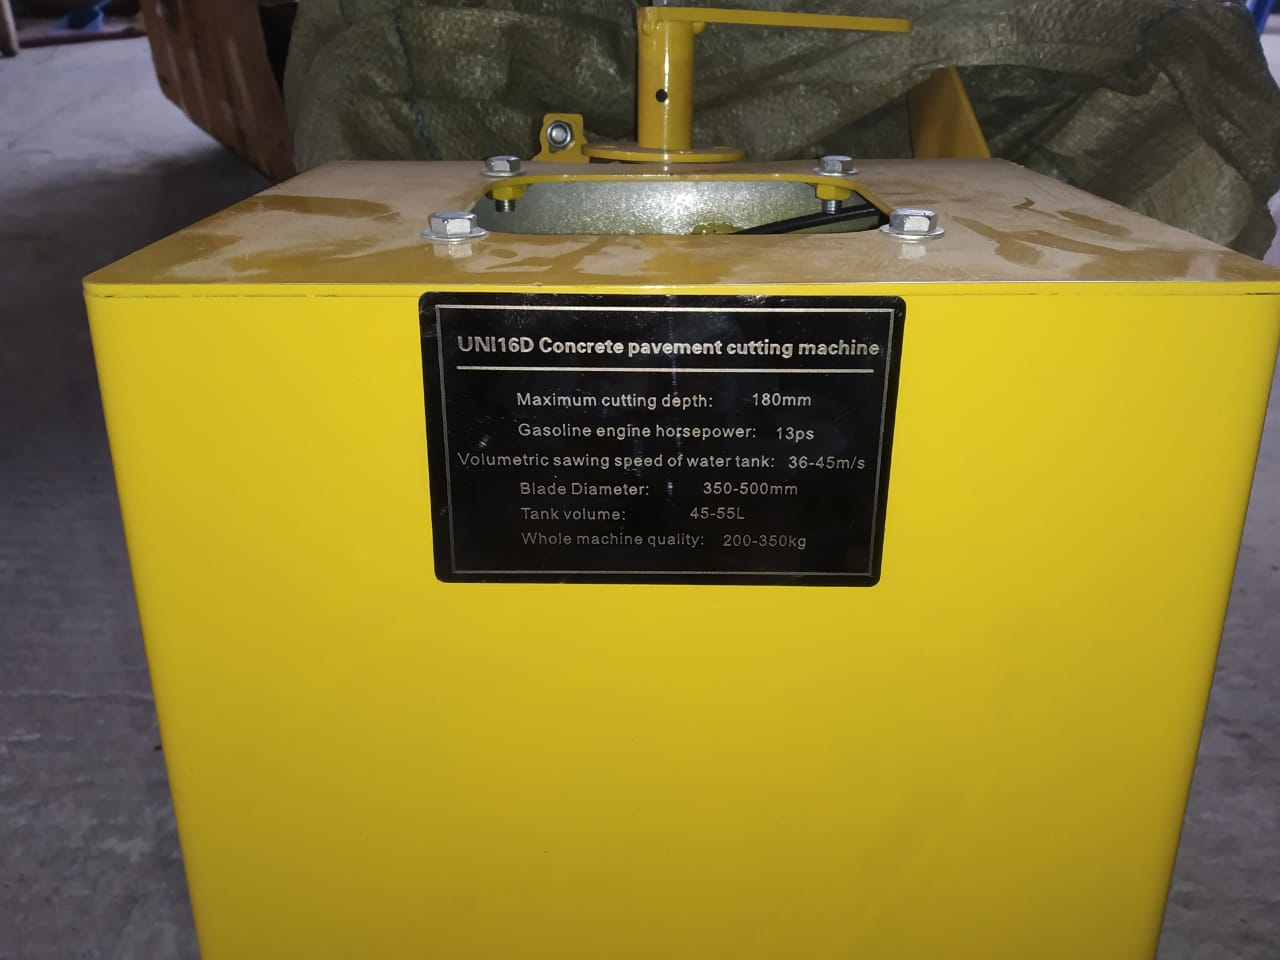 UNI16D Concrete pavement cutting machine
Maximum cutting depth: 180mm
Gasoline engine horsepower: 13ps
Volumetric sawing speed of water tank: 36-45m/s
Blade Diameter: 350-500mm
Tank volume: 45-55L
Whole machine quality: 200-350kg